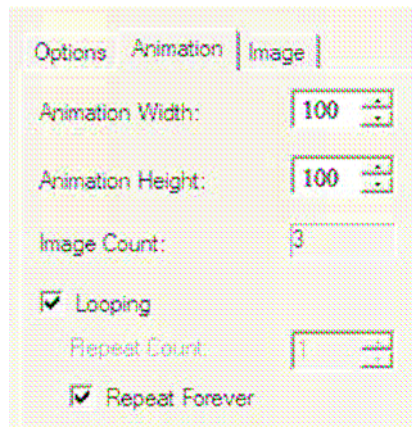 Options Animation Image
Animation Width: 100
Animation Height: 100
Image Count: 3
Looping
Repeat Count: 1
Repeat Forever